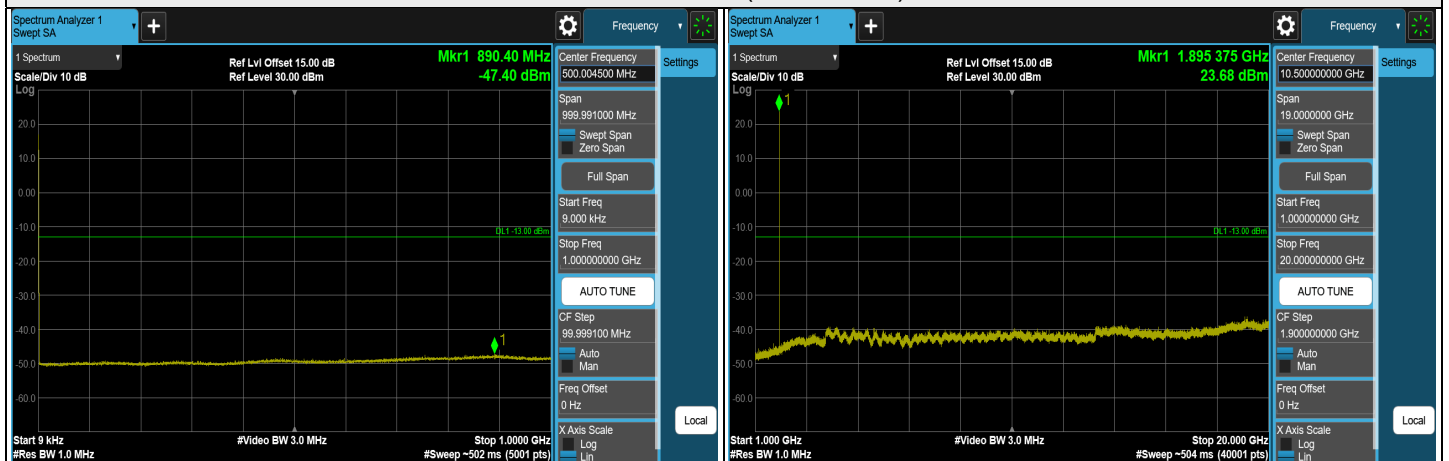 Spectrum Analyzer 1
Swept SA
+
Frequency
1 Spectrum
Scale/Div 10 dB
Log
Ref Lvl Offset 15.00 dB
Ref Level 30.00 dBm
Mkr1 890.40 MHz
-47.40 dBm
1
20.0
10.0
0.00
-10.0
-20.0
-30.0
-40.0
-50.0
-60.0
DL1 -13.00 dBm
Start 9 kHz
#Res BW 1.0 MHz
#Video BW 3.0 MHz
Stop 1.0000 GHz
#Sweep ~502 ms (5001 pts)
Center Frequency
500.004500 MHz
Settings
Span
999.991000 MHz
Swept Span
Zero Span
Full Span
Start Freq
9.000 kHz
Stop Freq
1.000000000 GHz
AUTO TUNE
CF Step
99.999100 MHz
Auto
Man
Freq Offset
0 Hz
X Axis Scale
Log
Lin
Local
Spectrum Analyzer 1
Swept SA
+
Frequency
1 Spectrum
Scale/Div 10 dB
Log
Ref Lvl Offset 15.00 dB
Ref Level 30.00 dBm
Mkr1 1.895 375 GHz
23.68 dBm
1
20.0
10.0
0.00
-10.0
-20.0
-30.0
-40.0
-50.0
-60.0
DL1 -13.00 dBm
Start 1.000 GHz
#Res BW 1.0 MHz
#Video BW 3.0 MHz
Stop 20.000 GHz
#Sweep ~504 ms (40001 pts)
Center Frequency
10.500000000 GHz
Settings
Span
19.0000000 GHz
Swept Span
Zero Span
Full Span
Start Freq
1.000000000 GHz
Stop Freq
20.000000000 GHz
AUTO TUNE
CF Step
1.900000000 GHz
Auto
Man
Freq Offset
0 Hz
X Axis Scale
Log
Lin
Local